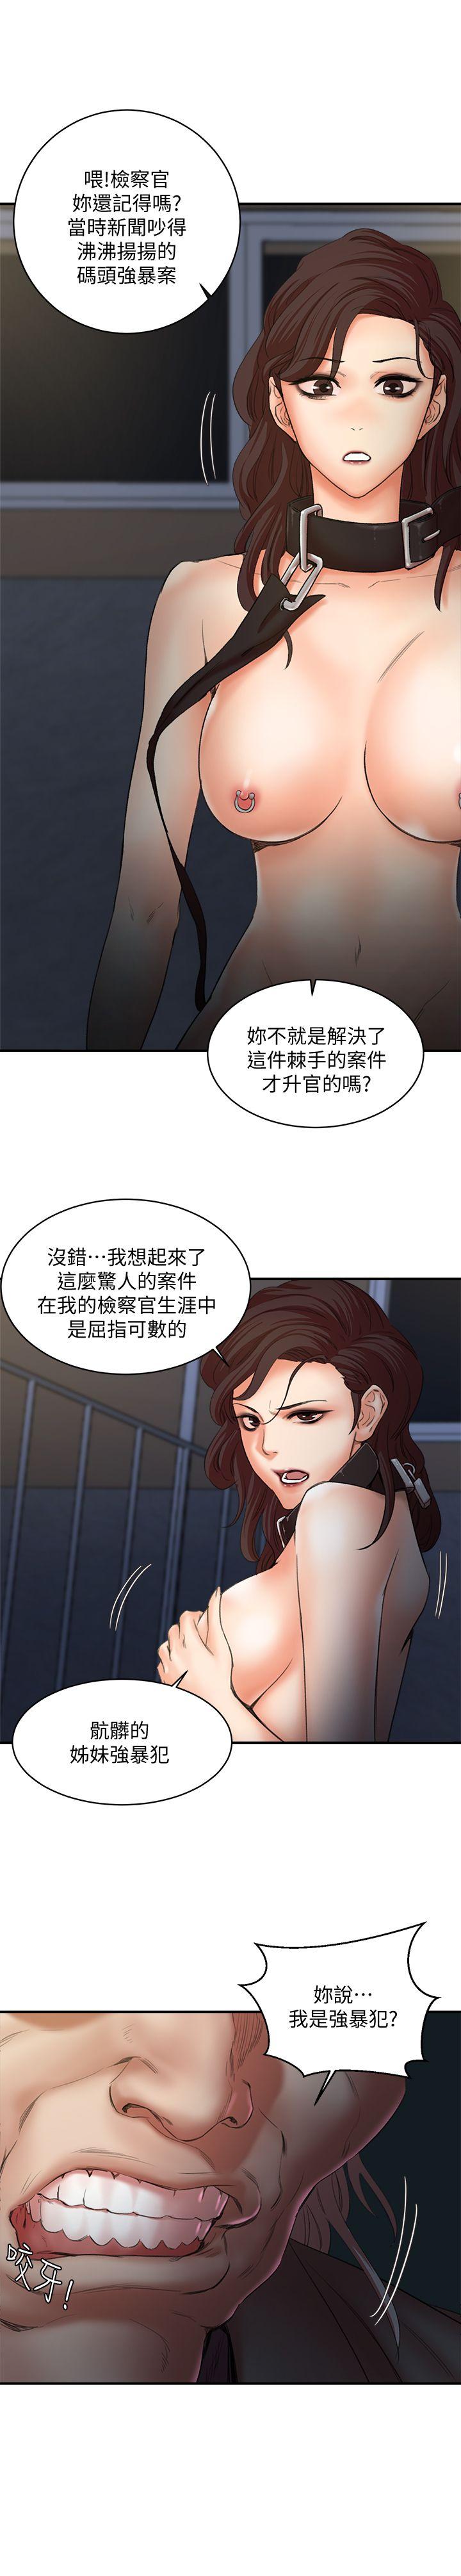 喂!檢察官
妳還記得嗎?
當時新聞吵得
沸沸揚揚的
碼頭強暴案
妳不就是解決了
這件棘手的案件
才升官的嗎?
沒錯⋯我想起來了
這麼驚人的案件
在我的檢察官生涯中
是屈指可數的
骯髒的
姊妹強暴犯
妳說⋯
我是強暴犯?
咬牙!